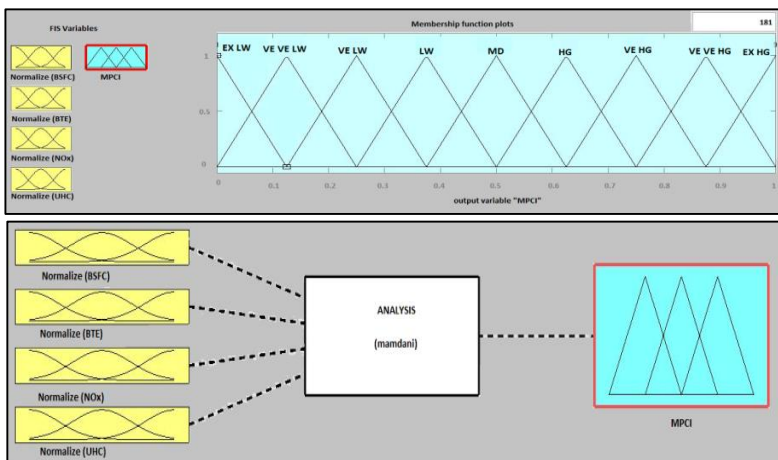 FIS Variables
Membership function plots
181
Normalize (BSFC)
MPCI
Normalize (BTE)
Normalize (NOx)
Normalize (UHC)
EX LW VE VE LW VE LW LW MD HG VE HG VE VE HG EX HG
1
0.5
0
0 0.1 0.2 0.3 0.4 0.5 0.6 0.7 0.8 0.9 1
output variable "MPCI"
Normalize (BSFC)
Normalize (BTE)
Normalize (NOx)
Normalize (UHC)
ANALYSIS
(mamdani)
MPCI